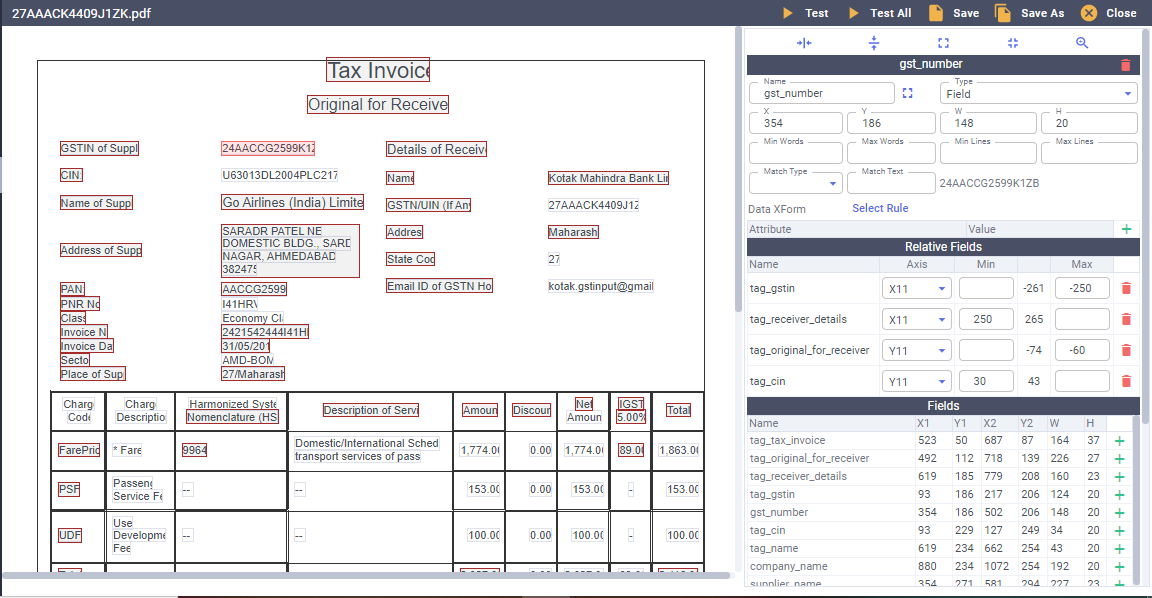 27AAACK4409J1ZK.pdf
Test Test All Save Save As Close
Tax Invoice
Original for Receive
GSTIN of Suppl 24AACCG2599K1Z Details of Receiv
CIN: U63013DL2004PLC217 Name Kotak Mahindra Bank Lir
Name of Supp Go Airlines (India) Limite GSTN/UIN (If An 27AAACK4409J1Z
Address of Supp
SARADR PATEL NE
DOMESTIC BLDG., SARD
NAGAR, AHMEDABAD
382475
Addres Maharash
State Cod 27
Email ID of GSTN Ho kotak.gstinput@gmail
PAN: AACCG2599
PNR No I41HRV
Class Economy Cl
Invoice N 2421542444I41H
Invoice Da 31/05/201
Secto AMD-BOM
Place of Supp 27/Maharash
Charg
Code
Charg
Descriptio
Harmonized Syste
Nomenclature (HS
Description of Servi
Amoun
Discour
Net
Amoun
IGST
5.00%
Total
FarePric * Fare 9964
Domestic/International Sched
transport services of pass
1,774.00 0.00 1,774.00 89.00 1,863.00
PSF
Passeng
Service Fe
-- -- 153.00 0.00 153.00 - 153.00
UDF
Use
Developme
Fee
-- -- 100.00 0.00 100.00 - 100.00
gst_number
Name
gst_number
Type
Field
X Y W H
354 186 148 20
Min Words Max Words Min Lines Max Lines
Match Type Match Text
24AACCG2599K1ZB
Data XForm Select Rule
Attribute Value
Relative Fields
Name Axis Min Max
tag_gstin X11 -261 -250
tag_receiver_details X11 250 265
tag_original_for_receiver Y11 -74 -60
tag_cin Y11 30 43
Fields
Name X1 Y1 X2 Y2 W H
tag_tax_invoice 523 50 687 87 164 37
tag_original_for_receiver 492 112 718 139 226 27
tag_receiver_details 619 185 779 208 160 23
tag_gstin 93 186 217 206 124 20
gst_number 354 186 502 206 148 20
tag_cin 93 229 127 249 34 20
tag_name 619 234 662 254 43 20
company_name 880 234 1072 254 192 20
supplier_name 354 271 581 294 227 23